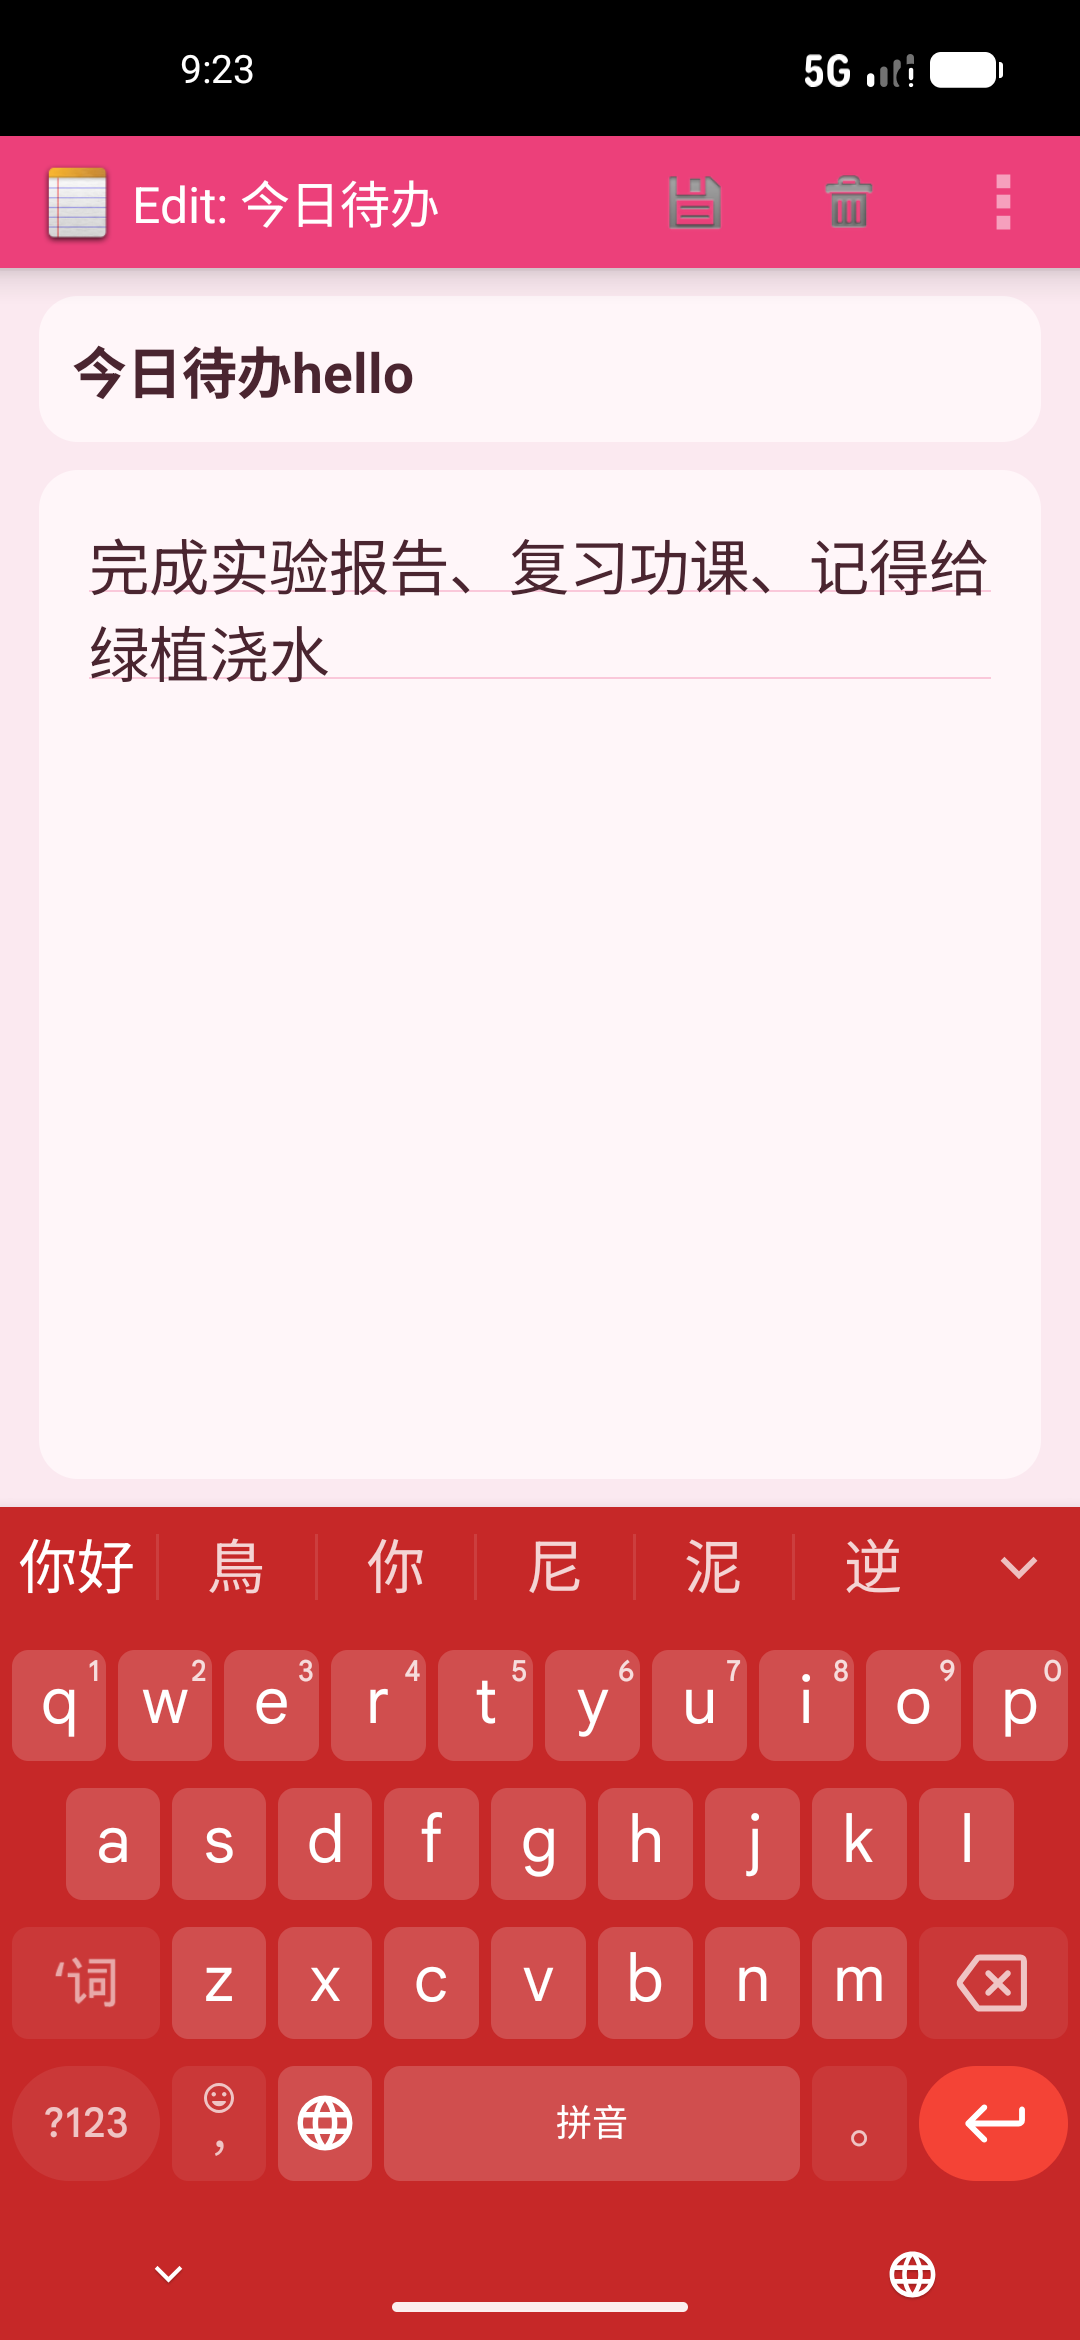 9:23
5G
Edit: 今日待办
今日待办hello
完成实验报告、复习功课、记得给
绿植浇水
你好 鳥 你 尼 泥 逆
q1 w2 e3 r4 t5 y6 u7 i8 o9 p0
a s d f g h j k l
‘词 z x c v b n m
?123 , 拼音 。